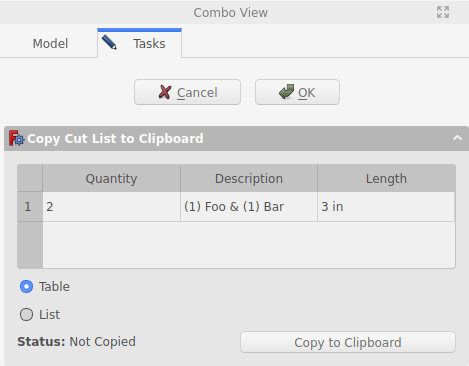 Combo View
Model Tasks
Cancel OK
Copy Cut List to Clipboard
Quantity Description Length
1 2 (1) Foo & (1) Bar 3 in
Table
List
Status: Not Copied Copy to Clipboard